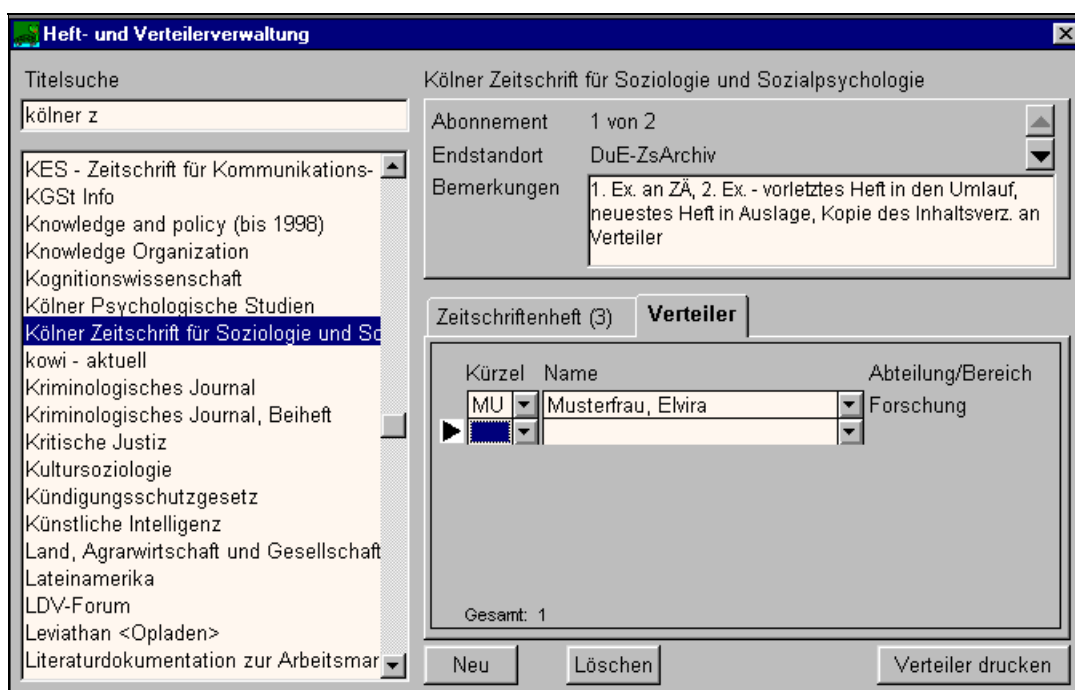 Heft- und Verteilerverwaltung
Titelsuche
kölner z
KES - Zeitschrift für Kommunikations-
KGSt Info
Knowledge and policy (bis 1998)
Knowledge Organization
Kognitionswissenschaft
Kölner Psychologische Studien
Kölner Zeitschrift für Soziologie und So
kowi - aktuell
Kriminologisches Journal
Kriminologisches Journal, Beiheft
Kritische Justiz
Kultursoziologie
Kündigungsschutzgesetz
Künstliche Intelligenz
Land, Agrarwirtschaft und Gesellschaft
Lateinamerika
LDV-Forum
Leviathan <Opladen>
Literaturdokumentation zur Arbeitsmar
Kölner Zeitschrift für Soziologie und Sozialpsychologie
Abonnement 1 von 2
Endstandort DuE-ZsArchiv
Bemerkungen 1. Ex. an ZÄ, 2. Ex. - vorletztes Heft in den Umlauf,
neuestes Heft in Auslage, Kopie des Inhaltsverz. an
Verteiler
Zeitschriftenheft (3) Verteiler
Kürzel Name Abteilung/Bereich
MU Musterfrau, Elvira Forschung
Gesamt: 1
Neu Löschen Verteiler drucken